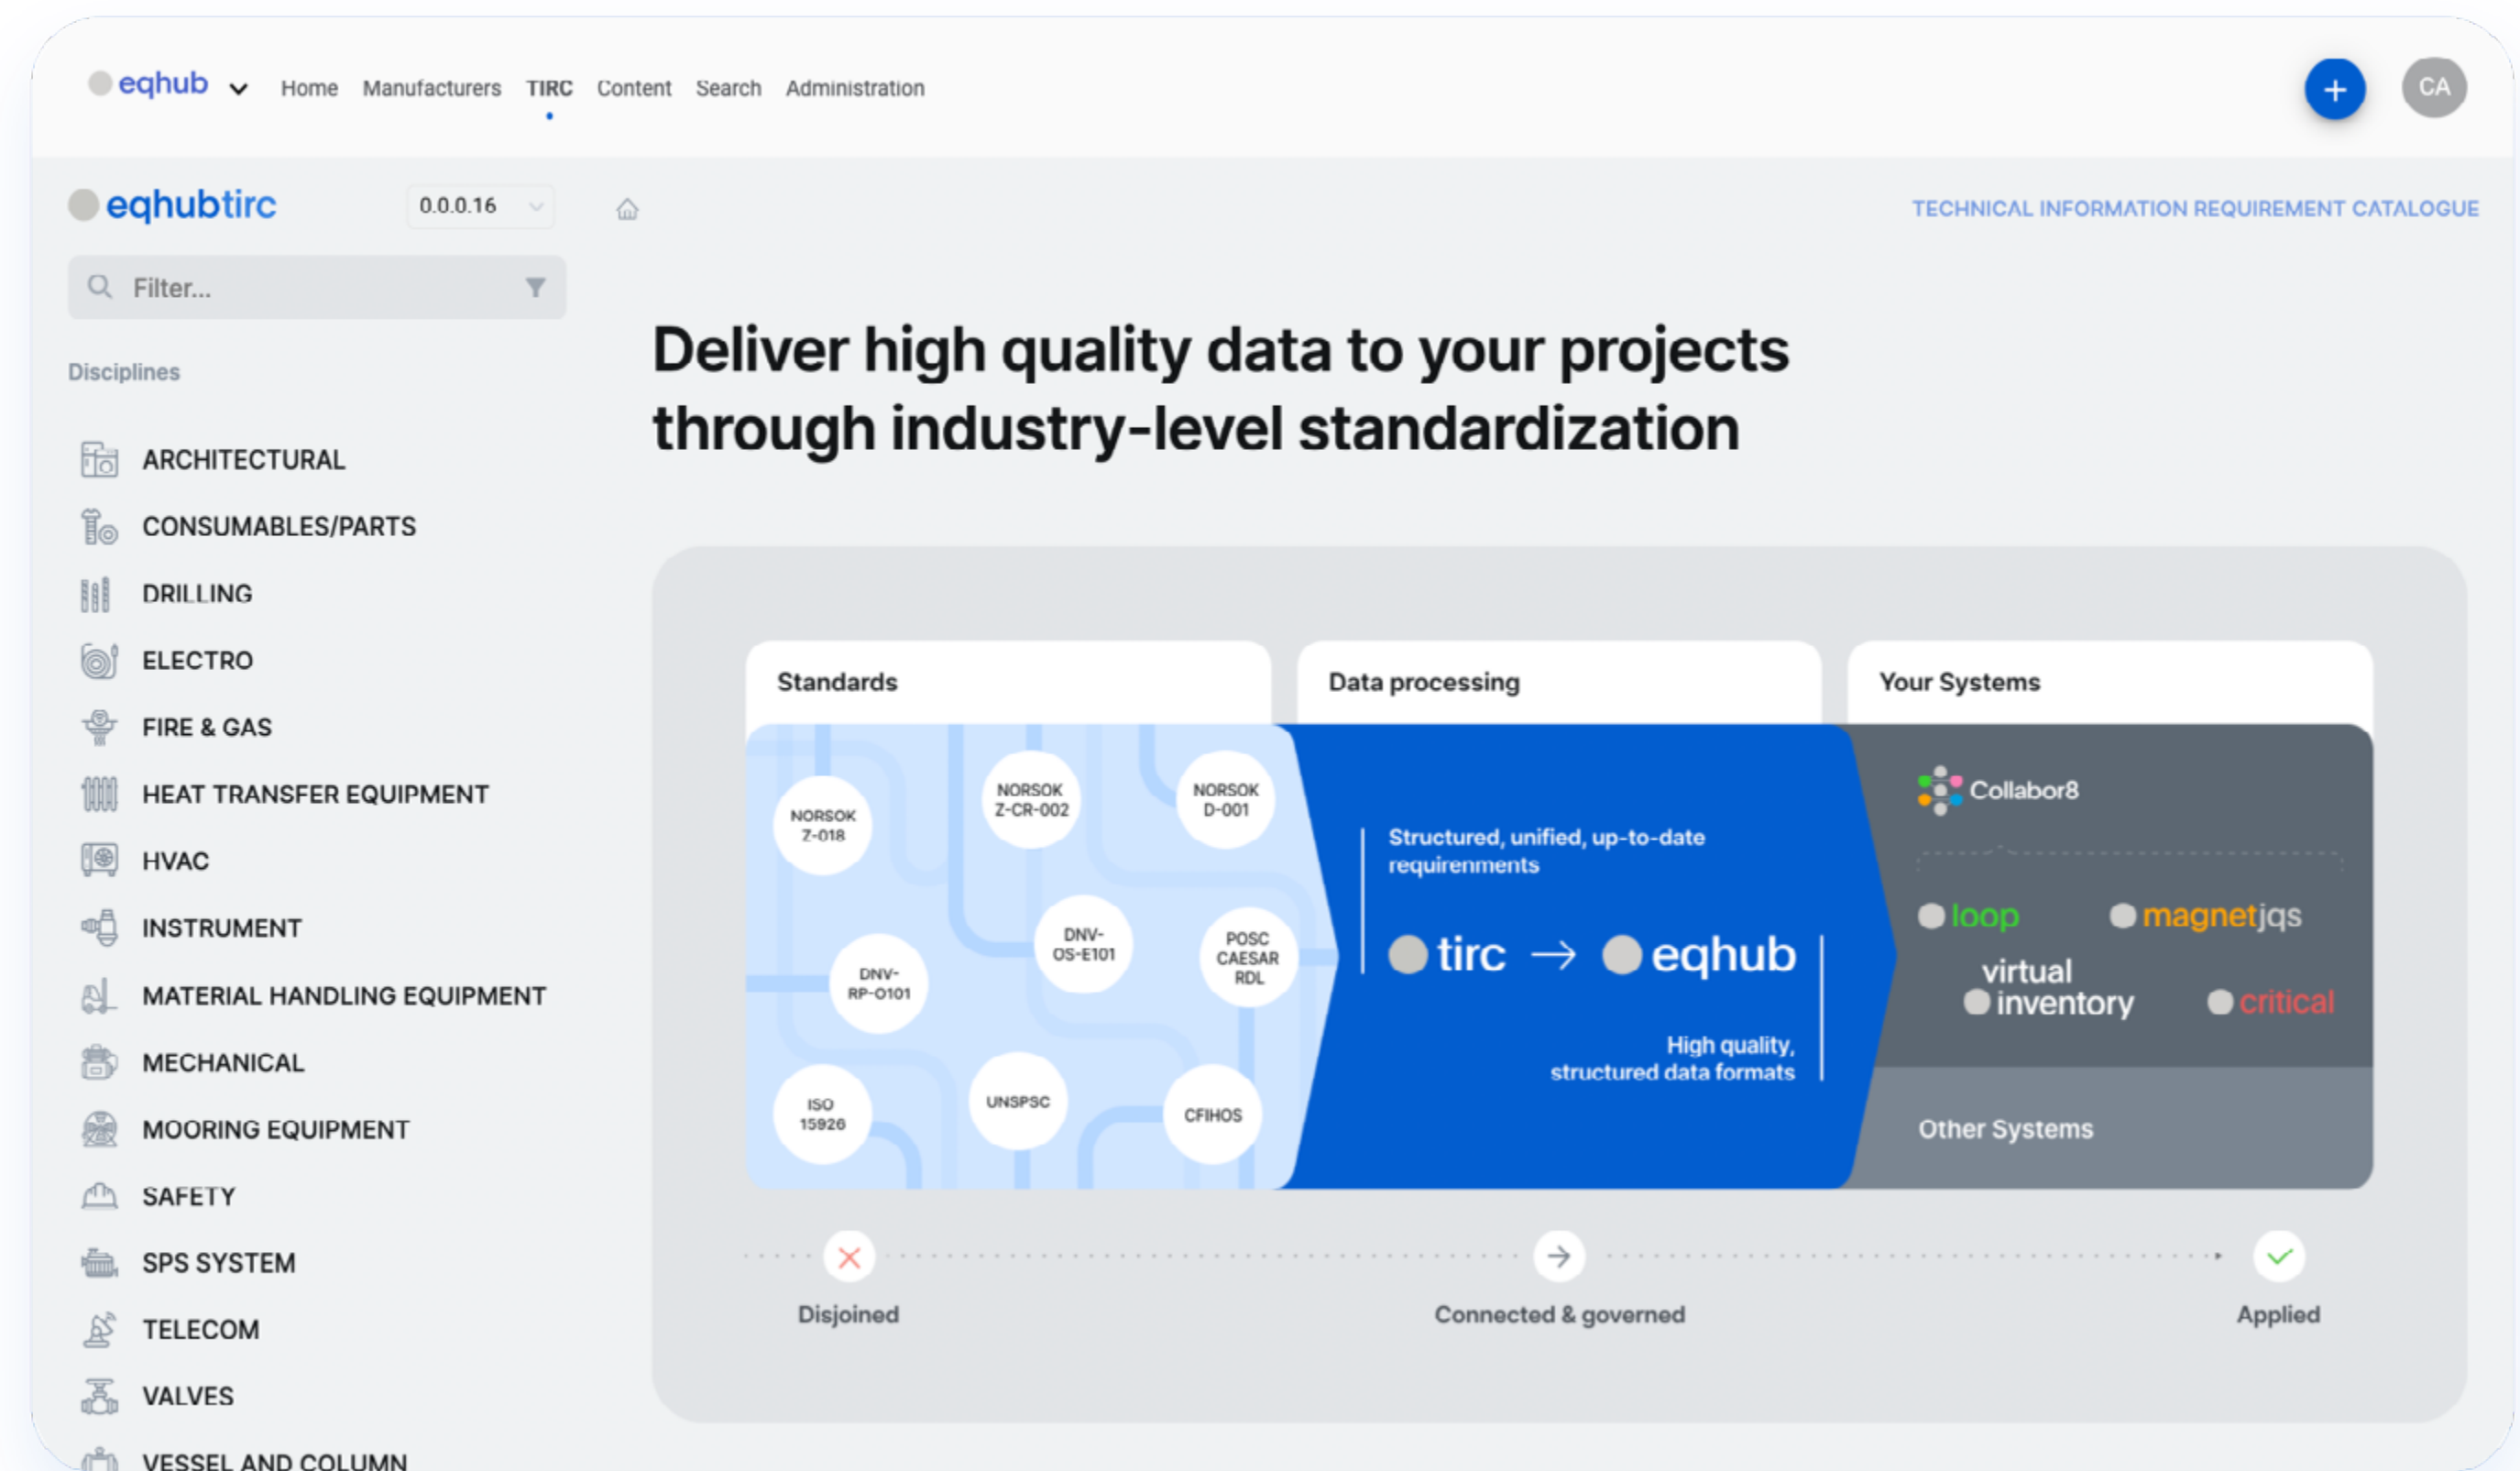 eqhub Home Manufacturers TIRC Content Search Administration + CA
eqhubtirc 0.0.0.16 TECHNICAL INFORMATION REQUIREMENT CATALOGUE
Filter...
Disciplines
ARCHITECTURAL
CONSUMABLES/PARTS
DRILLING
ELECTRO
FIRE & GAS
HEAT TRANSFER EQUIPMENT
HVAC
INSTRUMENT
MATERIAL HANDLING EQUIPMENT
MECHANICAL
MOORING EQUIPMENT
SAFETY
SPS SYSTEM
TELECOM
VALVES
VESSEL AND COLUMN
Deliver high quality data to your projects
through industry-level standardization
Standards
NORSOK
Z-018
NORSOK
Z-CR-002
NORSOK
D-001
DNV-
RP-O101
DNV-
OS-E101
POSC
CAESAR
RDL
ISO
15926
UNSPSC
CFIHOS
Data processing
Structured, unified, up-to-date
requirenments
tirc → eqhub
High quality,
structured data formats
Your Systems
Collabor8
loop
magnetjqs
virtual
inventory
critical
Other Systems
Disjoined
Connected & governed
Applied